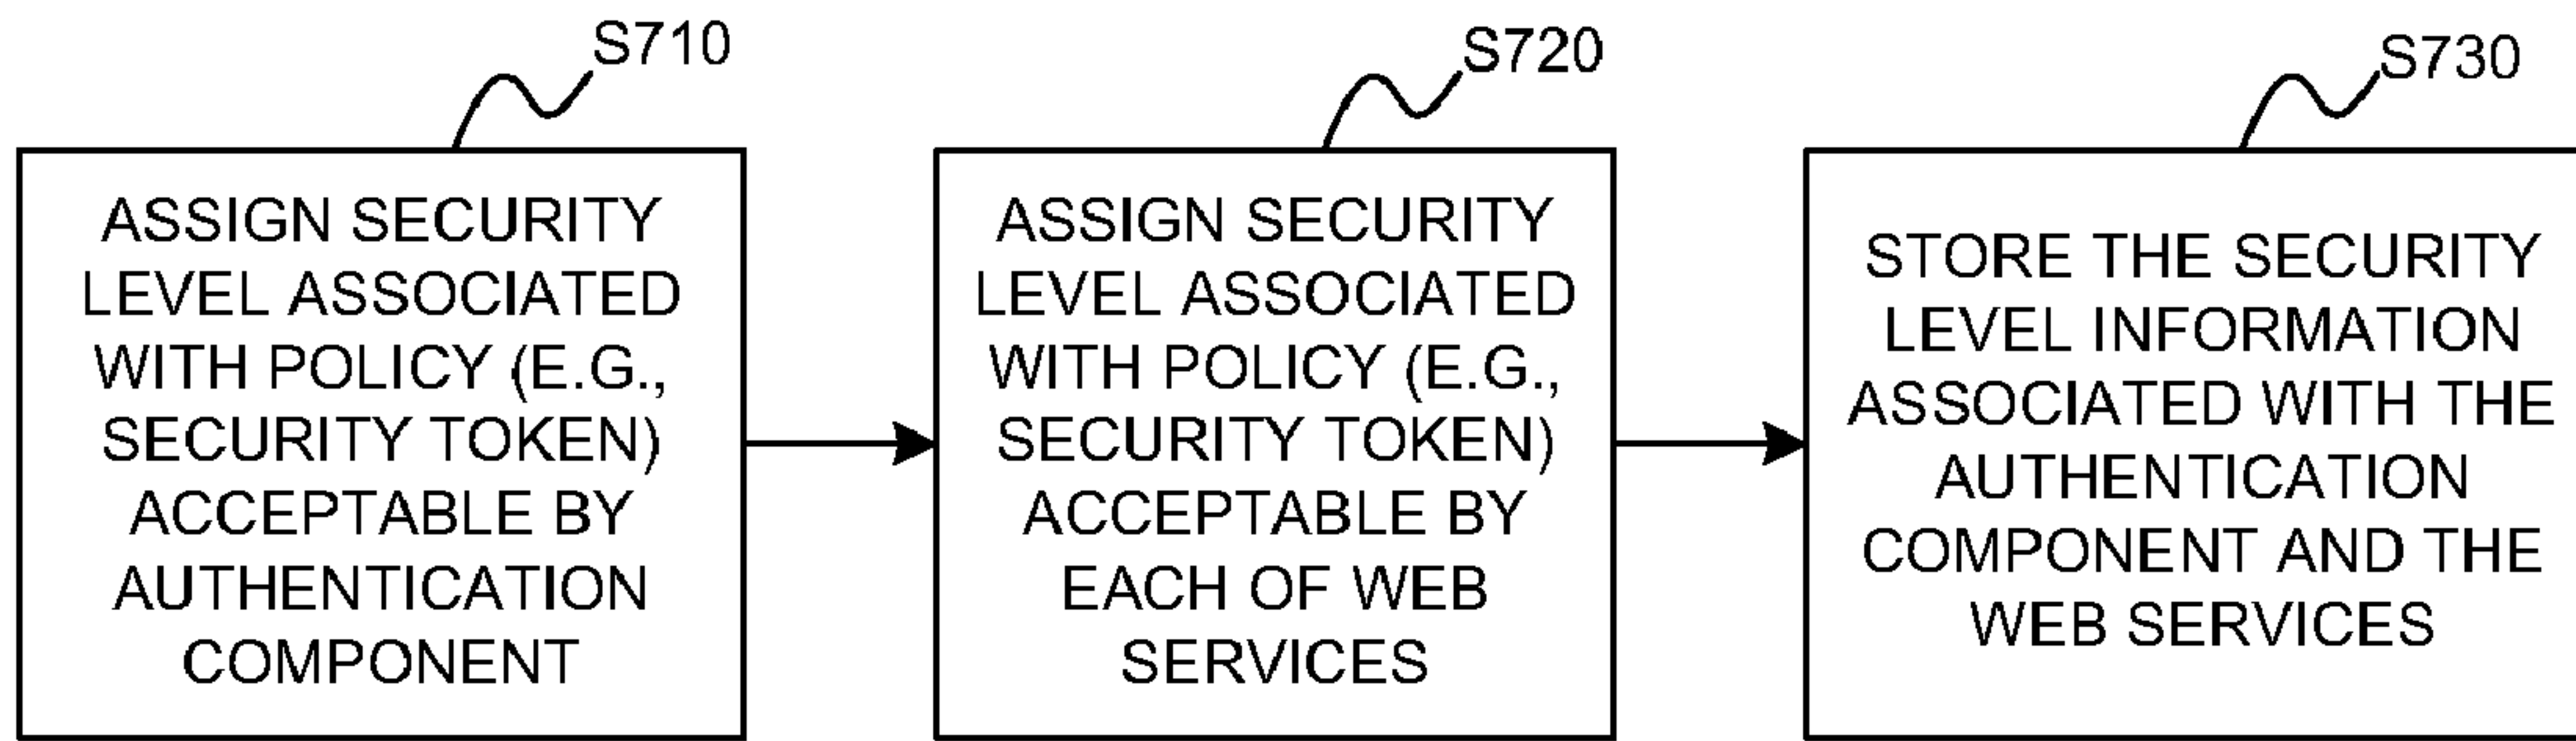 S710
ASSIGN SECURITY
LEVEL ASSOCIATED
WITH POLICY (E.G.,
SECURITY TOKEN)
ACCEPTABLE BY
AUTHENTICATION
COMPONENT
S720
ASSIGN SECURITY
LEVEL ASSOCIATED
WITH POLICY (E.G.,
SECURITY TOKEN)
ACCEPTABLE BY
EACH OF WEB
SERVICES
S730
STORE THE SECURITY
LEVEL INFORMATION
ASSOCIATED WITH THE
AUTHENTICATION
COMPONENT AND THE
WEB SERVICES